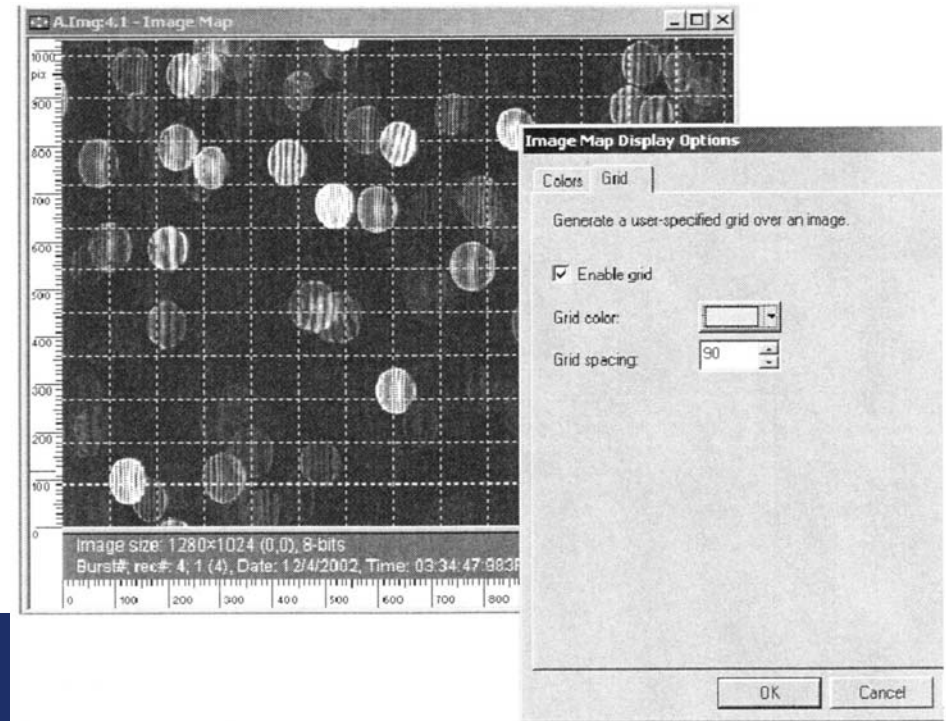 A.Img:4.1 - Image Map
1000
pix
900
800
700
600
500
400
300
200
100
0
Image size: 1280×1024 (0,0), 8-bits
Burst#; rec#: 4; 1 (4), Date: 12/4/2002, Time: 03:34:47:983
0 100 200 300 400 500 600 700 800
Image Map Display Options
Colors Grid
Generate a user-specified grid over an image.
Enable grid
Grid color:
Grid spacing: 90
OK Cancel